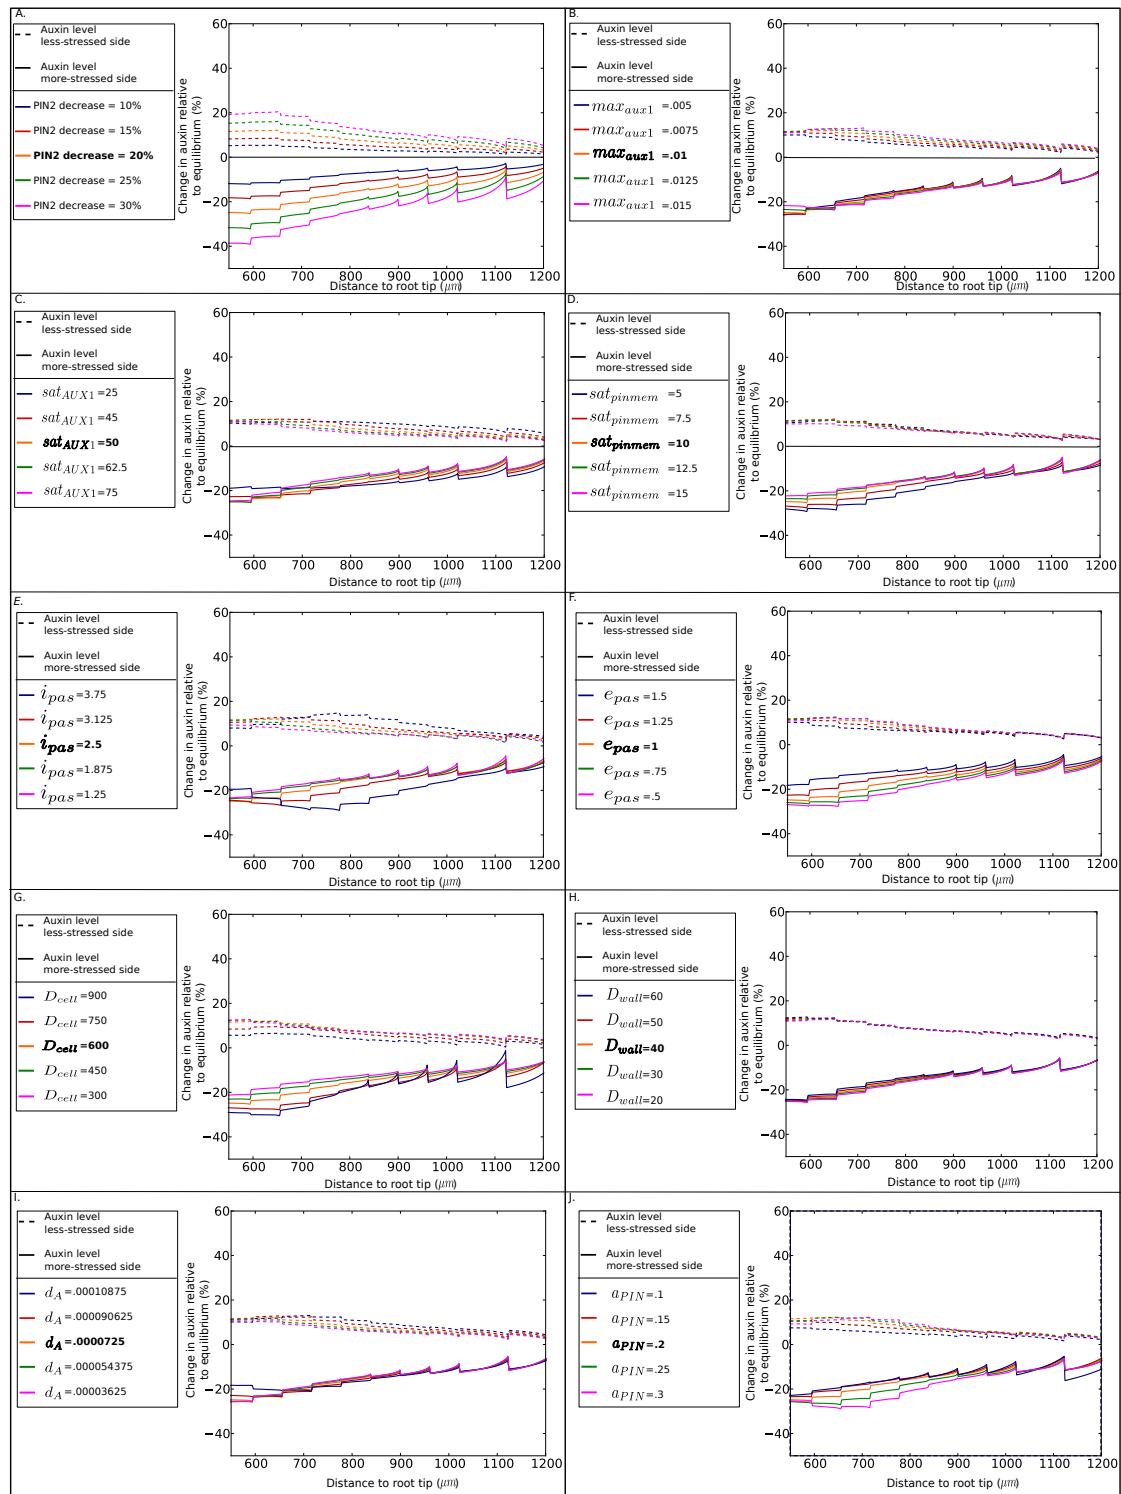 A.
Auxin level
less-stressed side
Auxin level
more-stressed side
PIN2 decrease = 10%
PIN2 decrease = 15%
PIN2 decrease = 20%
PIN2 decrease = 25%
PIN2 decrease = 30%
Change in auxin relative
to equilibrium (%)
60
40
20
0
−20
−40
600 700 800 900 1000 1100 1200
Distance to root tip (μm)
B.
Auxin level
less-stressed side
Auxin level
more-stressed side
max_aux1 =.005
max_aux1 =.0075
max_aux1 =.01
max_aux1 =.0125
max_aux1 =.015
Change in auxin relative
to equilibrium (%)
60
40
20
0
−20
−40
600 700 800 900 1000 1100 1200
Distance to root tip (μm)
C.
Auxin level
less-stressed side
Auxin level
more-stressed side
sat_AUX1=25
sat_AUX1=45
sat_AUX1=50
sat_AUX1=62.5
sat_AUX1=75
Change in auxin relative
to equilibrium (%)
60
40
20
0
−20
−40
600 700 800 900 1000 1100 1200
Distance to root tip (μm)
D.
Auxin level
less-stressed side
Auxin level
more-stressed side
sat_pinmem =5
sat_pinmem =7.5
sat_pinmem =10
sat_pinmem =12.5
sat_pinmem =15
Change in auxin relative
to equilibrium (%)
60
40
20
0
−20
−40
600 700 800 900 1000 1100 1200
Distance to root tip (μm)
E.
Auxin level
less-stressed side
Auxin level
more-stressed side
i_pas=3.75
i_pas=3.125
i_pas=2.5
i_pas=1.875
i_pas=1.25
Change in auxin relative
to equilibrium (%)
60
40
20
0
−20
−40
600 700 800 900 1000 1100 1200
Distance to root tip (μm)
F.
Auxin level
less-stressed side
Auxin level
more-stressed side
e_pas=1.5
e_pas=1.25
e_pas=1
e_pas=.75
e_pas=.5
Change in auxin relative
to equilibrium (%)
60
40
20
0
−20
−40
600 700 800 900 1000 1100 1200
Distance to root tip (μm)
G.
Auxin level
less-stressed side
Auxin level
more-stressed side
D_cell=900
D_cell=750
D_cell=600
D_cell=450
D_cell=300
Change in auxin relative
to equilibrium (%)
60
40
20
0
−20
−40
600 700 800 900 1000 1100 1200
Distance to root tip (μm)
H.
Auxin level
less-stressed side
Auxin level
more-stressed side
D_wall=60
D_wall=50
D_wall=40
D_wall=30
D_wall=20
Change in auxin relative
to equilibrium (%)
60
40
20
0
−20
−40
600 700 800 900 1000 1100 1200
Distance to root tip (μm)
I.
Auxin level
less-stressed side
Auxin level
more-stressed side
d_A=.00010875
d_A=.000090625
d_A=.0000725
d_A=.000054375
d_A=.00003625
Change in auxin relative
to equilibrium (%)
60
40
20
0
−20
−40
600 700 800 900 1000 1100 1200
Distance to root tip (μm)
J.
Auxin level
less-stressed side
Auxin level
more-stressed side
a_PIN=.1
a_PIN=.15
a_PIN=.2
a_PIN=.25
a_PIN=.3
Change in auxin relative
to equilibrium (%)
60
40
20
0
−20
−40
600 700 800 900 1000 1100 1200
Distance to root tip (μm)